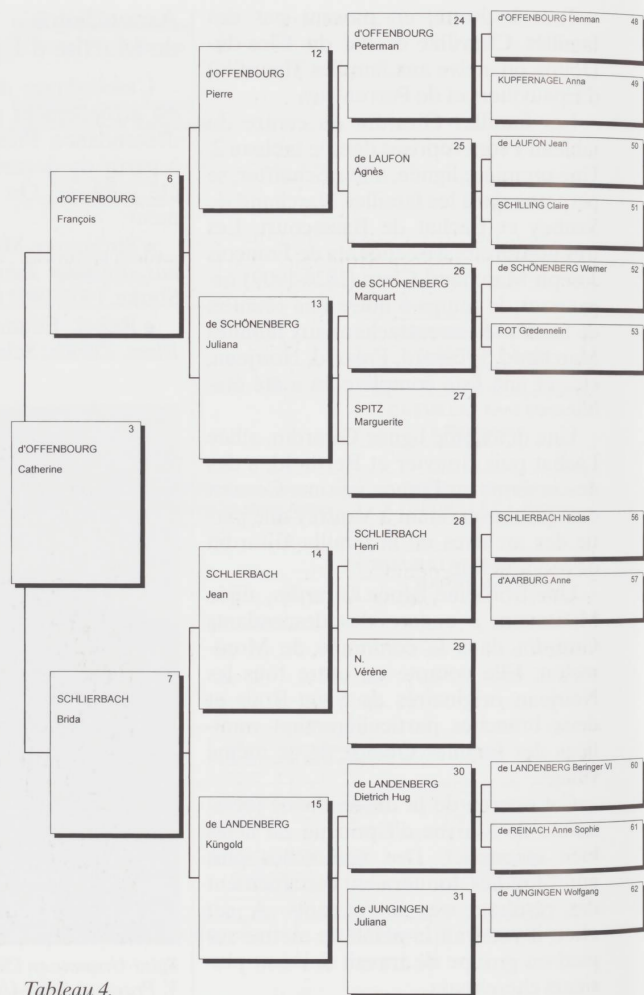 3
d'OFFENBOURG
Catherine
6
d'OFFENBOURG
François
7
SCHLIERBACH
Brida
12
d'OFFENBOURG
Pierre
13
de SCHÖNENBERG
Juliana
14
SCHLIERBACH
Jean
15
de LANDENBERG
Küngold
24
d'OFFENBOURG
Peterman
25
de LAUFON
Agnès
26
de SCHÖNENBERG
Marquart
27
SPITZ
Marguerite
28
SCHLIERBACH
Henri
29
N.
Vérène
30
de LANDENBERG
Dietrich Hug
31
de JUNGINGEN
Juliana
d'OFFENBOURG Henman 48
KUPFERNAGEL Anna 49
de LAUFON Jean 50
SCHILLING Claire 51
de SCHÖNENBERG Werner 52
ROT Gredennelin 53
SCHLIERBACH Nicolas 56
d'AARBURG Anne 57
de LANDENBERG Beringer VI 60
de REINACH Anne Sophie 61
de JUNGINGEN Wolfgang 62
Tableau 4.